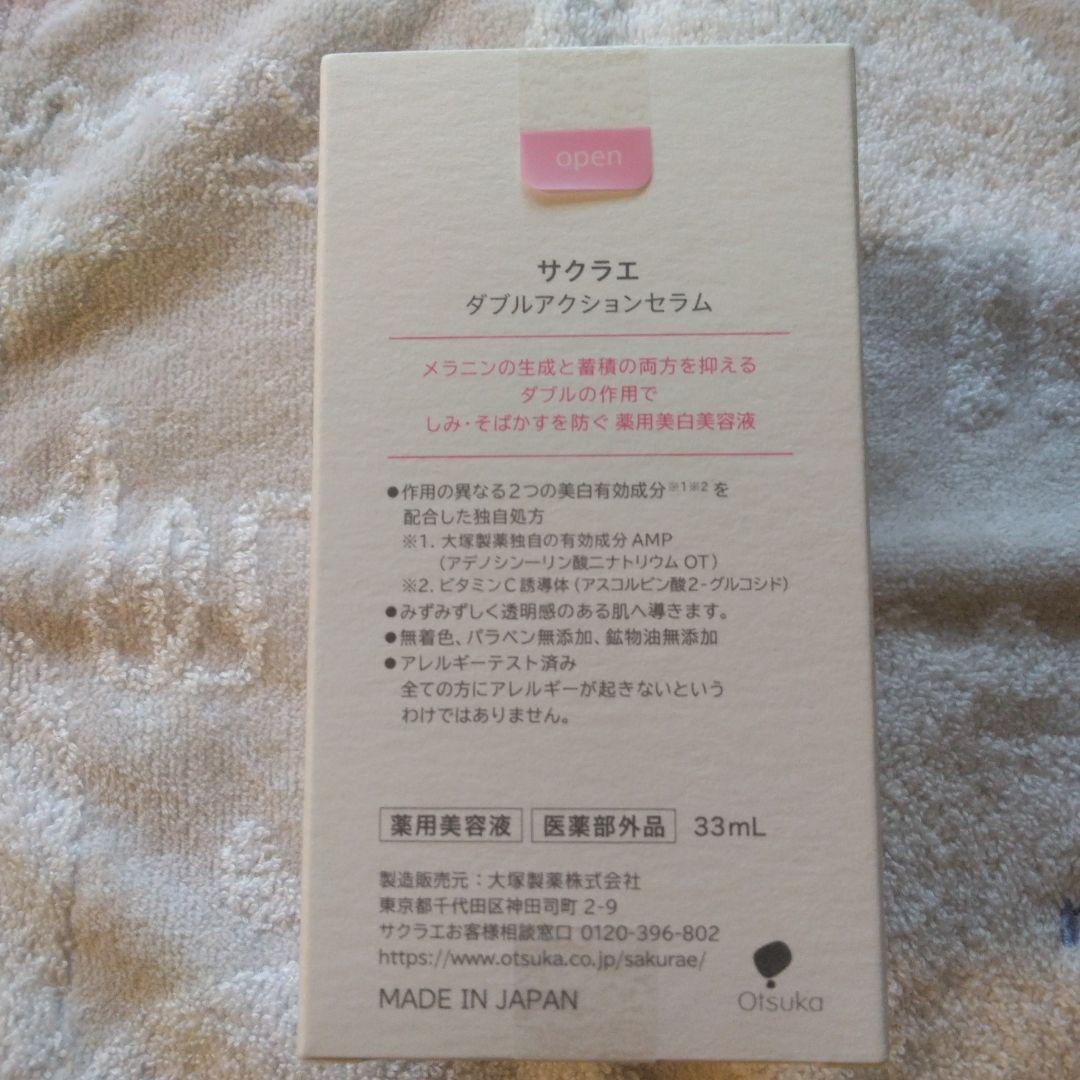 open
サクラエ
ダブルアクションセラム
メラニンの生成と蓄積の両方を抑える
ダブルの作用で
しみ・そばかすを防ぐ 薬用美白美容液
●作用の異なる2つの美白有効成分※1※2を
配合した独自処方
※1. 大塚製薬独自の有効成分 AMP
（アデノシン一リン酸二ナトリウム OT）
※2. ビタミンC誘導体（アスコルビン酸2-グルコシド）
●みずみずしく透明感のある肌へ導きます。
●無着色、パラベン無添加、鉱物油無添加
●アレルギーテスト済み
全ての方にアレルギーが起きないという
わけではありません。
薬用美容液 医薬部外品 33mL
製造販売元：大塚製薬株式会社
東京都千代田区神田司町 2-9
サクラエお客様相談窓口 0120-396-802
https://www.otsuka.co.jp/sakurae/
MADE IN JAPAN
Otsuka